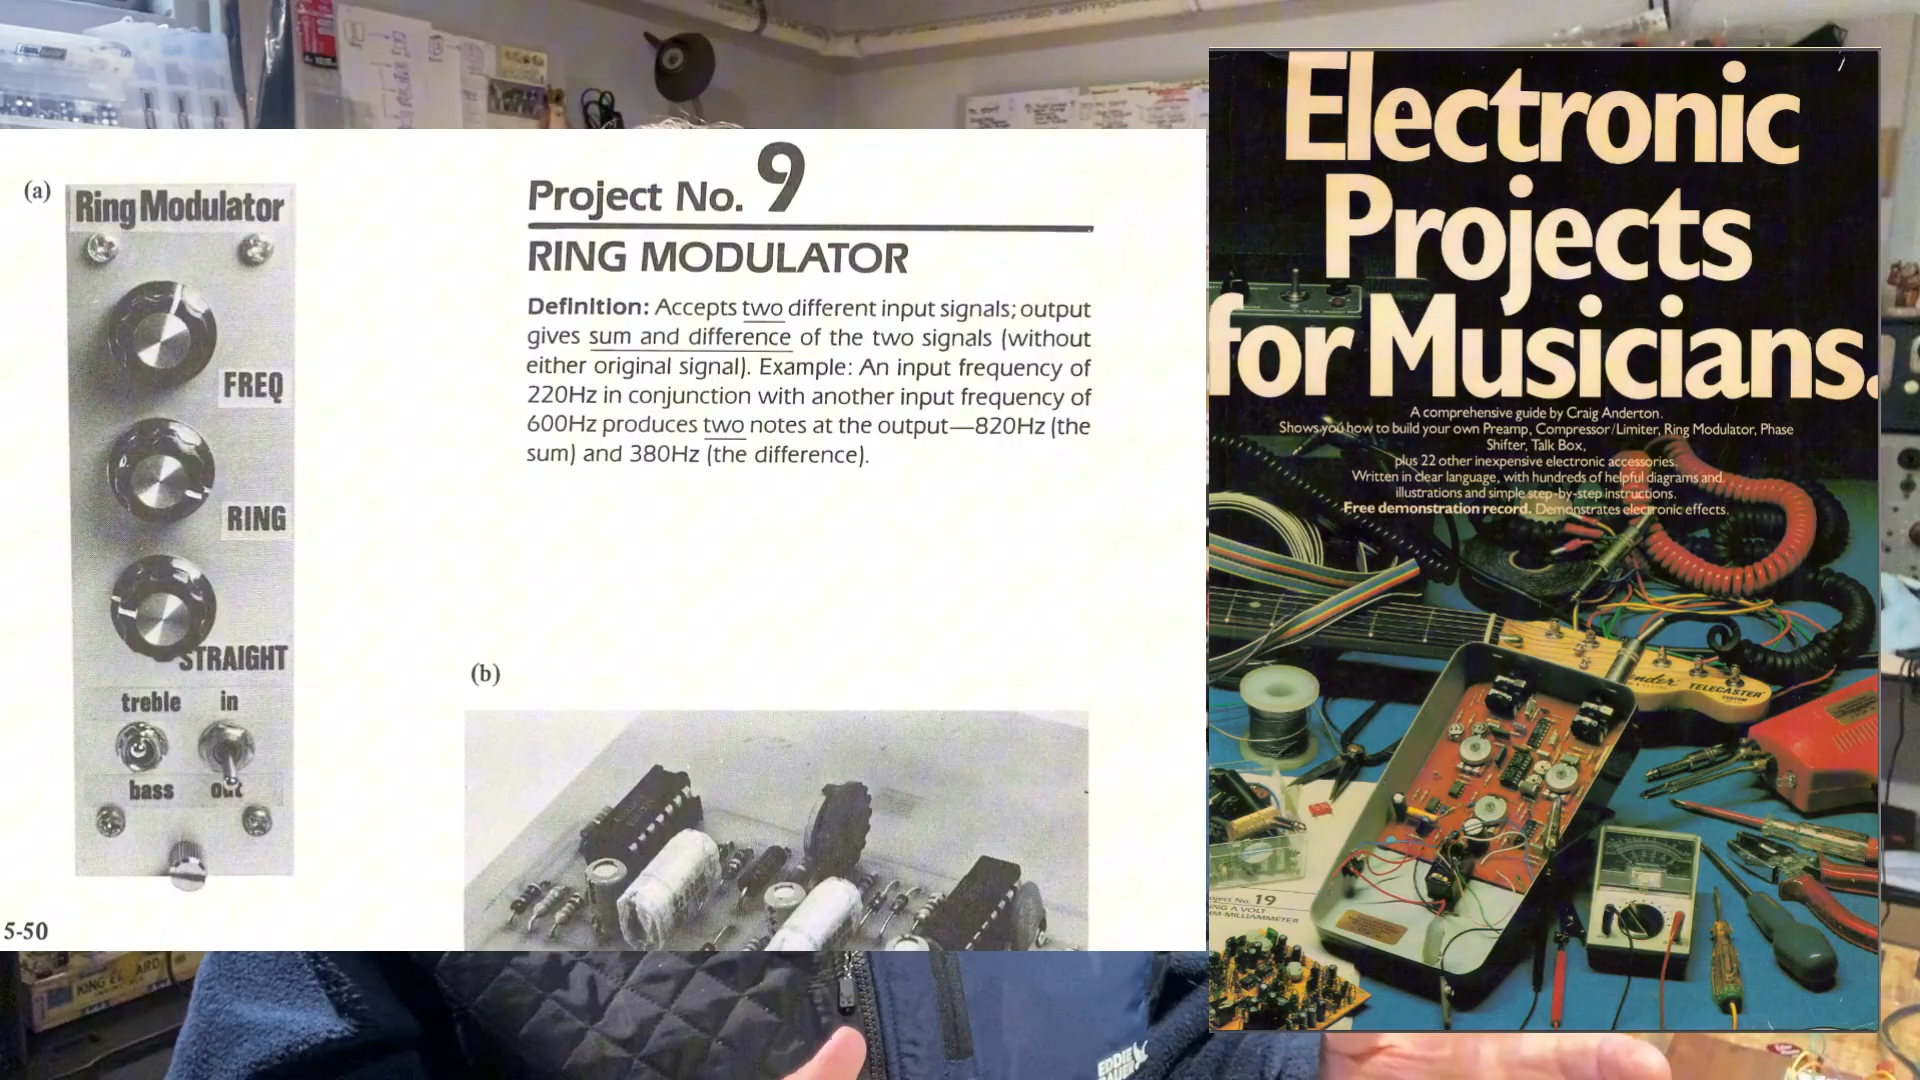 (a)
Ring Modulator
FREQ
RING
STRAIGHT
treble in
bass out
5-50
Project No. 9
RING MODULATOR
Definition: Accepts two different input signals; output
gives sum and difference of the two signals (without
either original signal). Example: An input frequency of
220Hz in conjunction with another input frequency of
600Hz produces two notes at the output—820Hz (the
sum) and 380Hz (the difference).
(b)
Electronic
Projects
for Musicians.
A comprehensive guide by Craig Anderton.
Shows you how to build your own Preamp, Compressor/Limiter, Ring Modulator, Phase
Shifter, Talk Box,
plus 22 other inexpensive electronic accessories.
Written in clear language, with hundreds of helpful diagrams and
illustrations and simple step-by-step instructions.
Free demonstration record. Demonstrates electronic effects.
TELECASTER
No. 19
EDDIE
BAUER